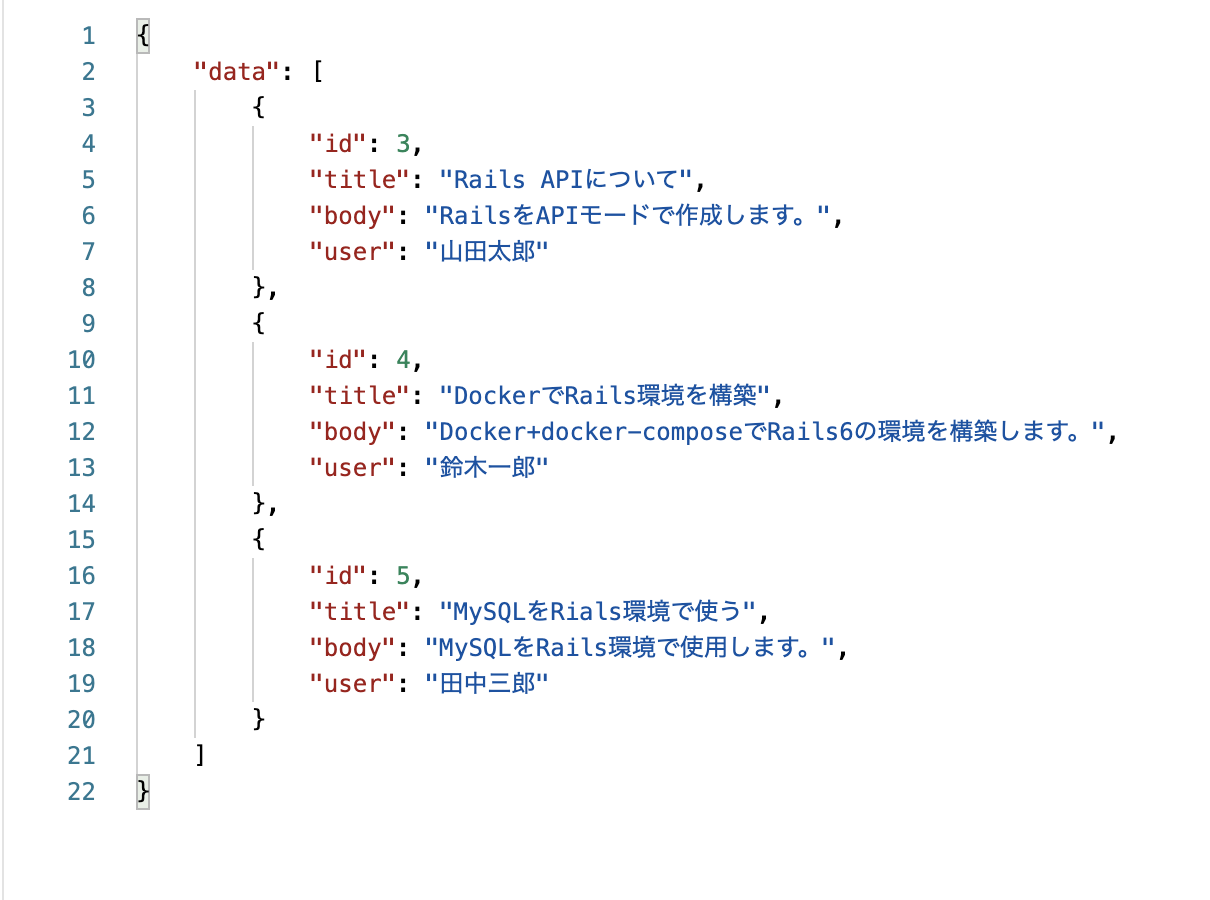 1 {
2 "data": [
3 {
4 "id": 3,
5 "title": "Rails APIについて",
6 "body": "RailsをAPIモードで作成します。",
7 "user": "山田太郎"
8 },
9 {
10 "id": 4,
11 "title": "DockerでRails環境を構築",
12 "body": "Docker+docker-composeでRails6の環境を構築します。",
13 "user": "鈴木一郎"
14 },
15 {
16 "id": 5,
17 "title": "MySQLをRials環境で使う",
18 "body": "MySQLをRails環境で使用します。",
19 "user": "田中三郎"
20 }
21 ]
22 }